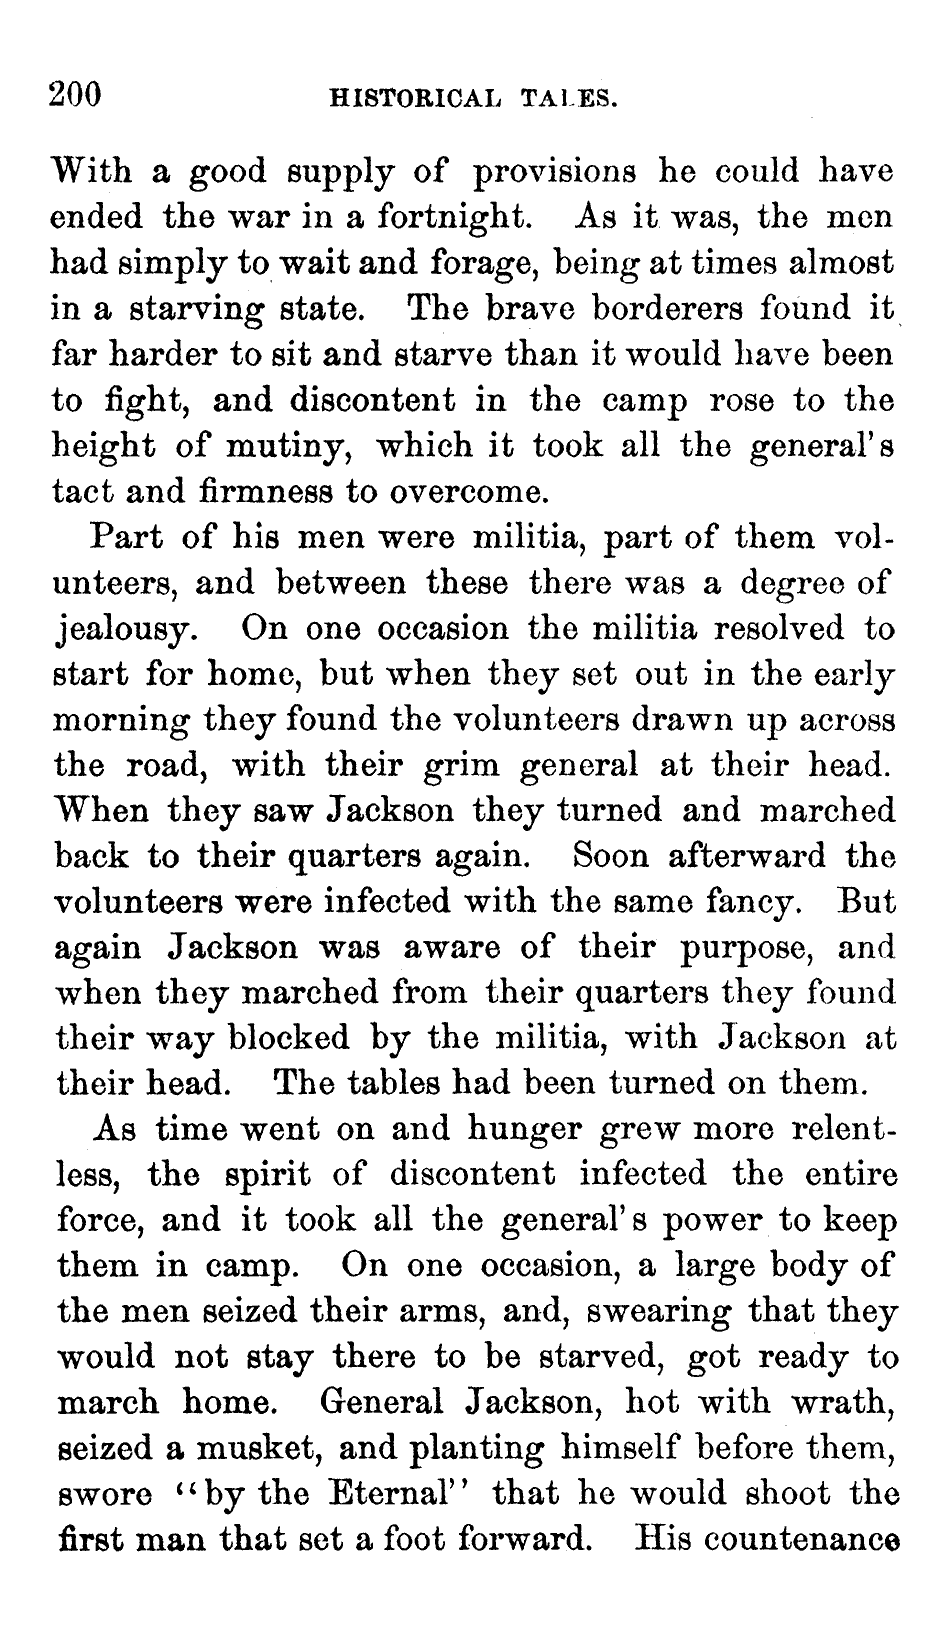 200 HISTORICAL TALES.
With a good supply of provisions he could have
ended the war in a fortnight. As it was, the men
had simply to wait and forage, being at times almost
in a starving state. The brave borderers found it
far harder to sit and starve than it would have been
to fight, and discontent in the camp rose to the
height of mutiny, which it took all the general's
tact and firmness to overcome.
Part of his men were militia, part of them vol-
unteers, and between these there was a degree of
jealousy. On one occasion the militia resolved to
start for home, but when they set out in the early
morning they found the volunteers drawn up across
the road, with their grim general at their head.
When they saw Jackson they turned and marched
back to their quarters again. Soon afterward the
volunteers were infected with the same fancy. But
again Jackson was aware of their purpose, and
when they marched from their quarters they found
their way blocked by the militia, with Jackson at
their head. The tables had been turned on them.
As time went on and hunger grew more relent-
less, the spirit of discontent infected the entire
force, and it took all the general's power to keep
them in camp. On one occasion, a large body of
the men seized their arms, and, swearing that they
would not stay there to be starved, got ready to
march home. General Jackson, hot with wrath,
seized a musket, and planting himself before them,
swore "by the Eternal" that he would shoot the
first man that set a foot forward. His countenance